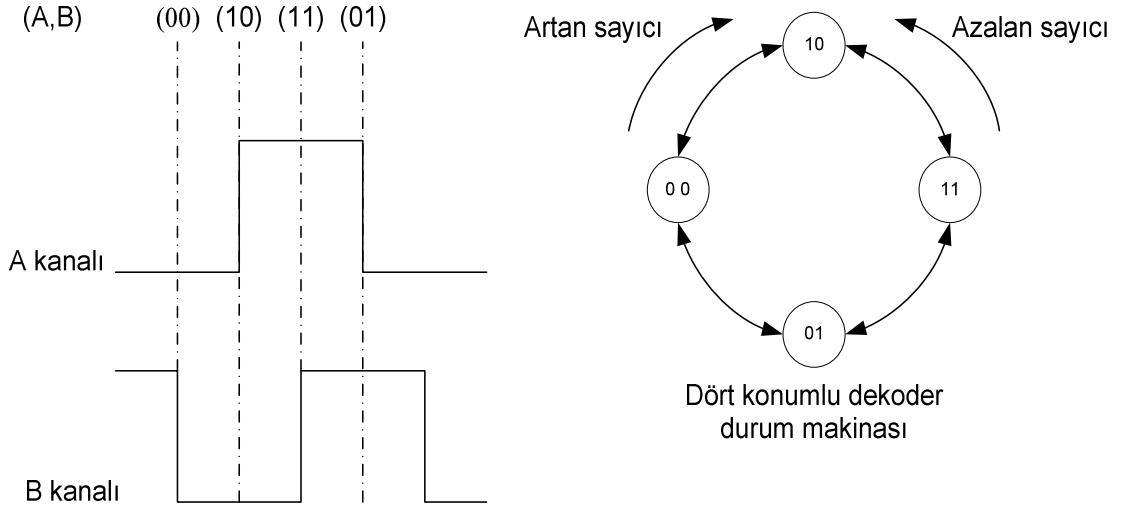 (A,B)
(00) (10) (11) (01)
A kanalı
B kanalı
Artan sayıcı
Azalan sayıcı
10
0 0
11
01
Dört konumlu dekoder
durum makinası